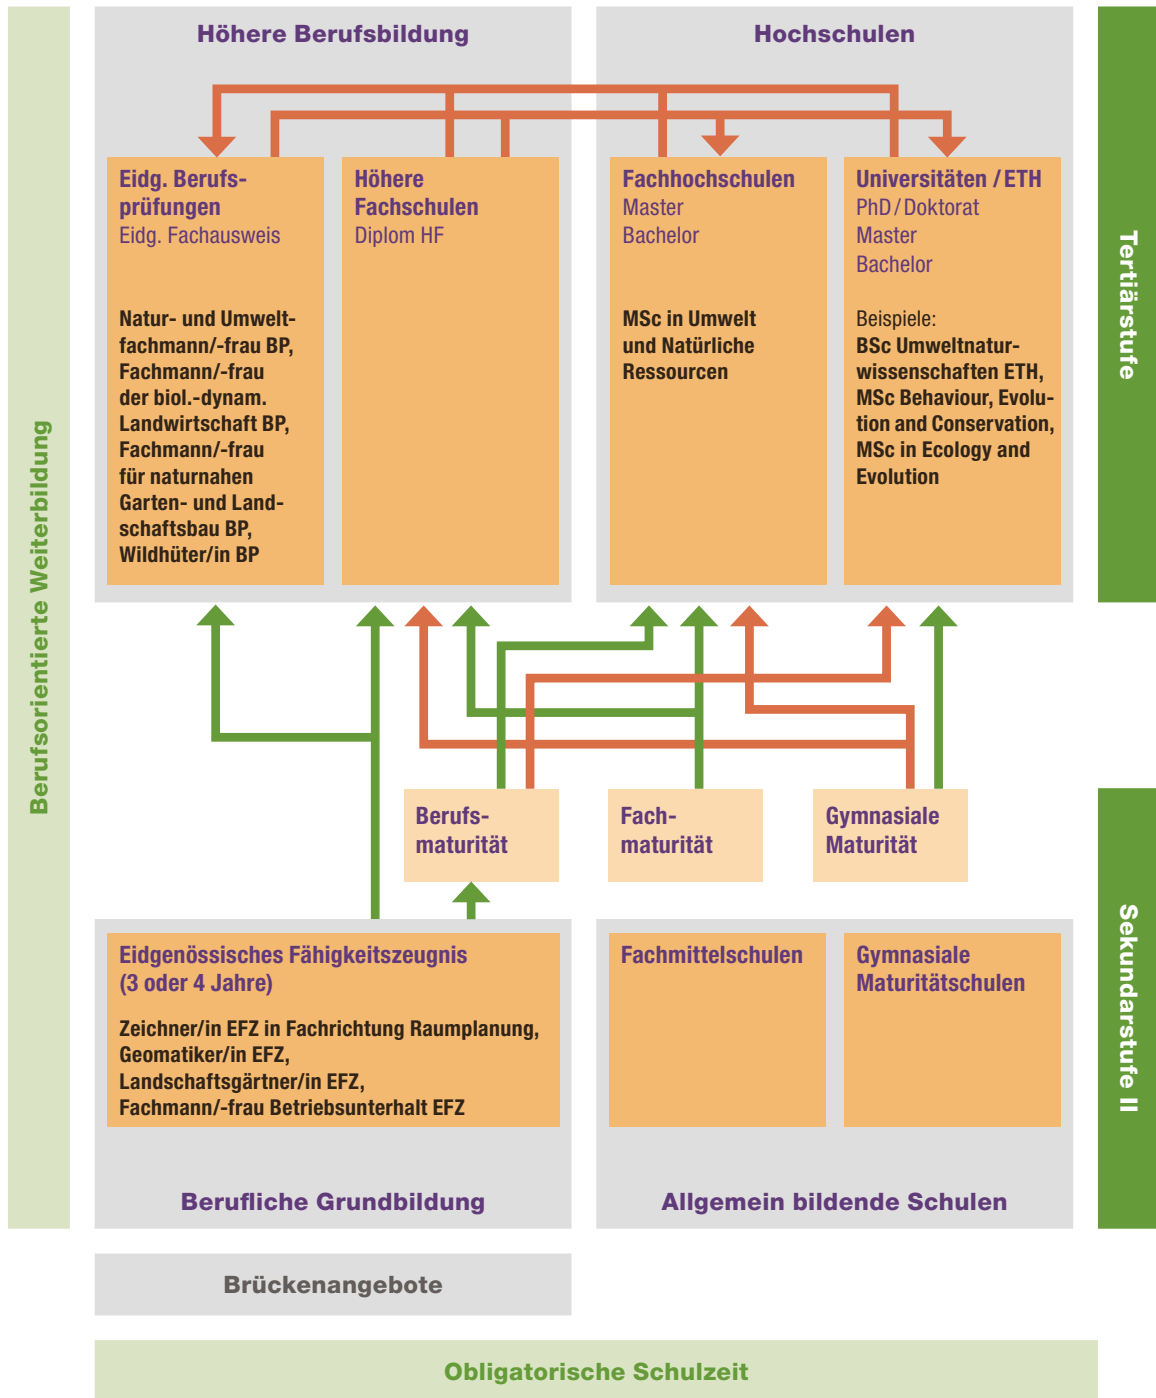 Höhere Berufsbildung
Hochschulen
Eidg. Berufs-
prüfungen
Eidg. Fachausweis
Natur- und Umwelt-
fachmann/-frau BP,
Fachmann/-frau
der biol.-dynam.
Landwirtschaft BP,
Fachmann/-frau
für naturnahen
Garten- und Land-
schaftsbau BP,
Wildhüter/in BP
Höhere
Fachschulen
Diplom HF
Fachhochschulen
Master
Bachelor
MSc in Umwelt
und Natürliche
Ressourcen
Universitäten / ETH
PhD / Doktorat
Master
Bachelor
Beispiele:
BSc Umweltnatur-
wissenschaften ETH,
MSc Behaviour, Evolu-
tion and Conservation,
MSc in Ecology and
Evolution
Tertiärstufe
Berufsorientierte Weiterbildung
Berufs-
maturität
Fach-
maturität
Gymnasiale
Maturität
Eidgenössisches Fähigkeitszeugnis
(3 oder 4 Jahre)
Zeichner/in EFZ in Fachrichtung Raumplanung,
Geomatiker/in EFZ,
Landschaftsgärtner/in EFZ,
Fachmann/-frau Betriebsunterhalt EFZ
Fachmittelschulen
Gymnasiale
Maturitätschulen
Sekundarstufe II
Berufliche Grundbildung
Allgemein bildende Schulen
Brückenangebote
Obligatorische Schulzeit